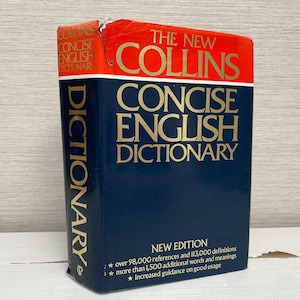 COLLINS
CONCISE
ENGLISH
DICTIONARY
DICTIONARY
THE NEW
COLLINS
CONCISE
ENGLISH
DICTIONARY
NEW EDITION
★ over 98,000 references and 113,000 definitions
★ more than 1,500 additional words and meanings
★ increased guidance on good usage